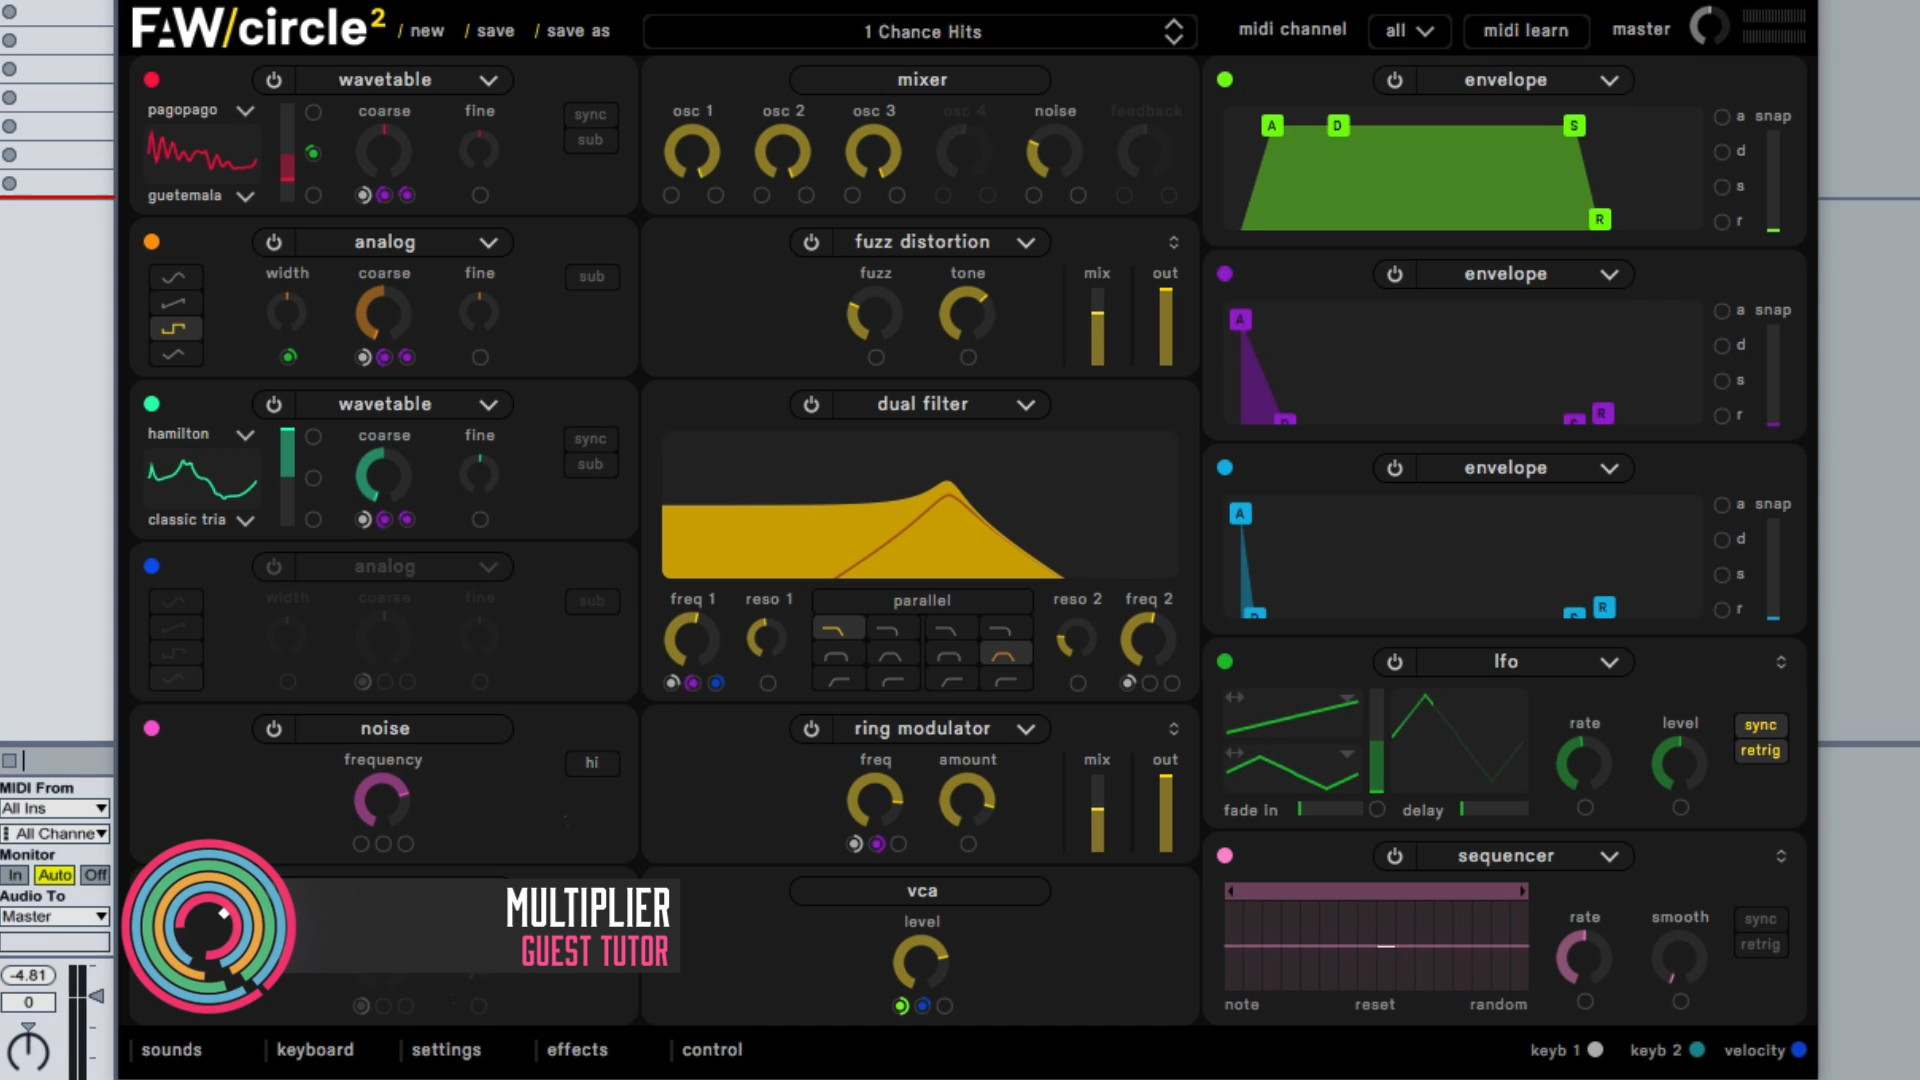 FAW/circle²
/ new / save / save as
1 Chance Hits
midi channel all midi learn master
wavetable
pagopago coarse fine sync
sub
guetemala
mixer
osc 1 osc 2 osc 3 osc 4 noise feedback
envelope
A D S R
a snap
d
s
r
analog
width coarse fine sub
fuzz distortion
fuzz tone mix out
envelope
A R
a snap
d
s
r
wavetable
hamilton coarse fine sync
sub
classic tria
dual filter
freq 1 reso 1 parallel reso 2 freq 2
envelope
A R
a snap
d
s
r
analog
width coarse fine sub
lfo
rate level sync
retrig
fade in delay
noise
frequency hi
ring modulator
freq amount mix out
sequencer
rate smooth sync
retrig
note reset random
vca
level
MIDI From
All Ins
All Channe
Monitor
In Auto Off
Audio To
Master
-4.81
0
MULTIPLIER
GUEST TUTOR
sounds keyboard settings effects control
keyb 1 keyb 2 velocity